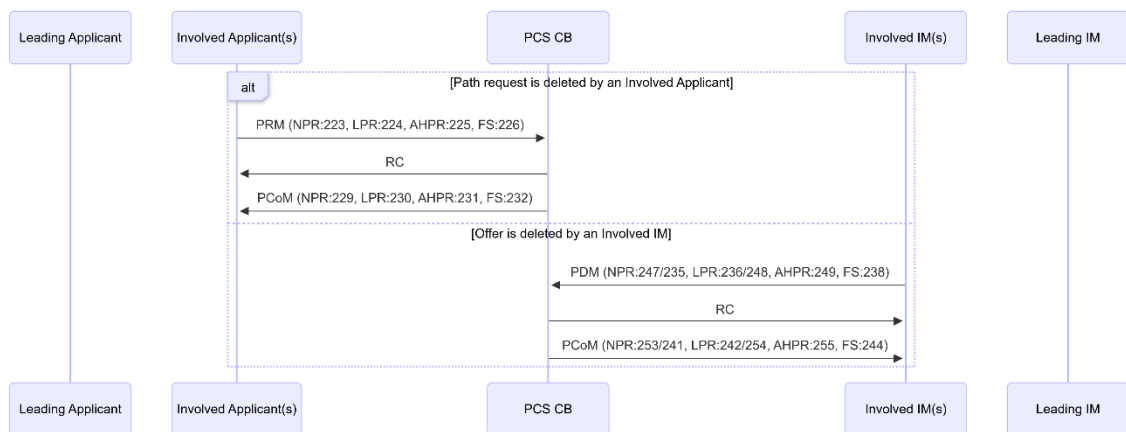 Leading Applicant
Involved Applicant(s)
PCS CB
Involved IM(s)
Leading IM
alt
[Path request is deleted by an Involved Applicant]
PRM (NPR:223, LPR:224, AHPR:225, FS:226)
RC
PCoM (NPR:229, LPR:230, AHPR:231, FS:232)
[Offer is deleted by an Involved IM]
PDM (NPR:247/235, LPR:236/248, AHPR:249, FS:238)
RC
PCoM (NPR:253/241, LPR:242/254, AHPR:255, FS:244)
Leading Applicant
Involved Applicant(s)
PCS CB
Involved IM(s)
Leading IM